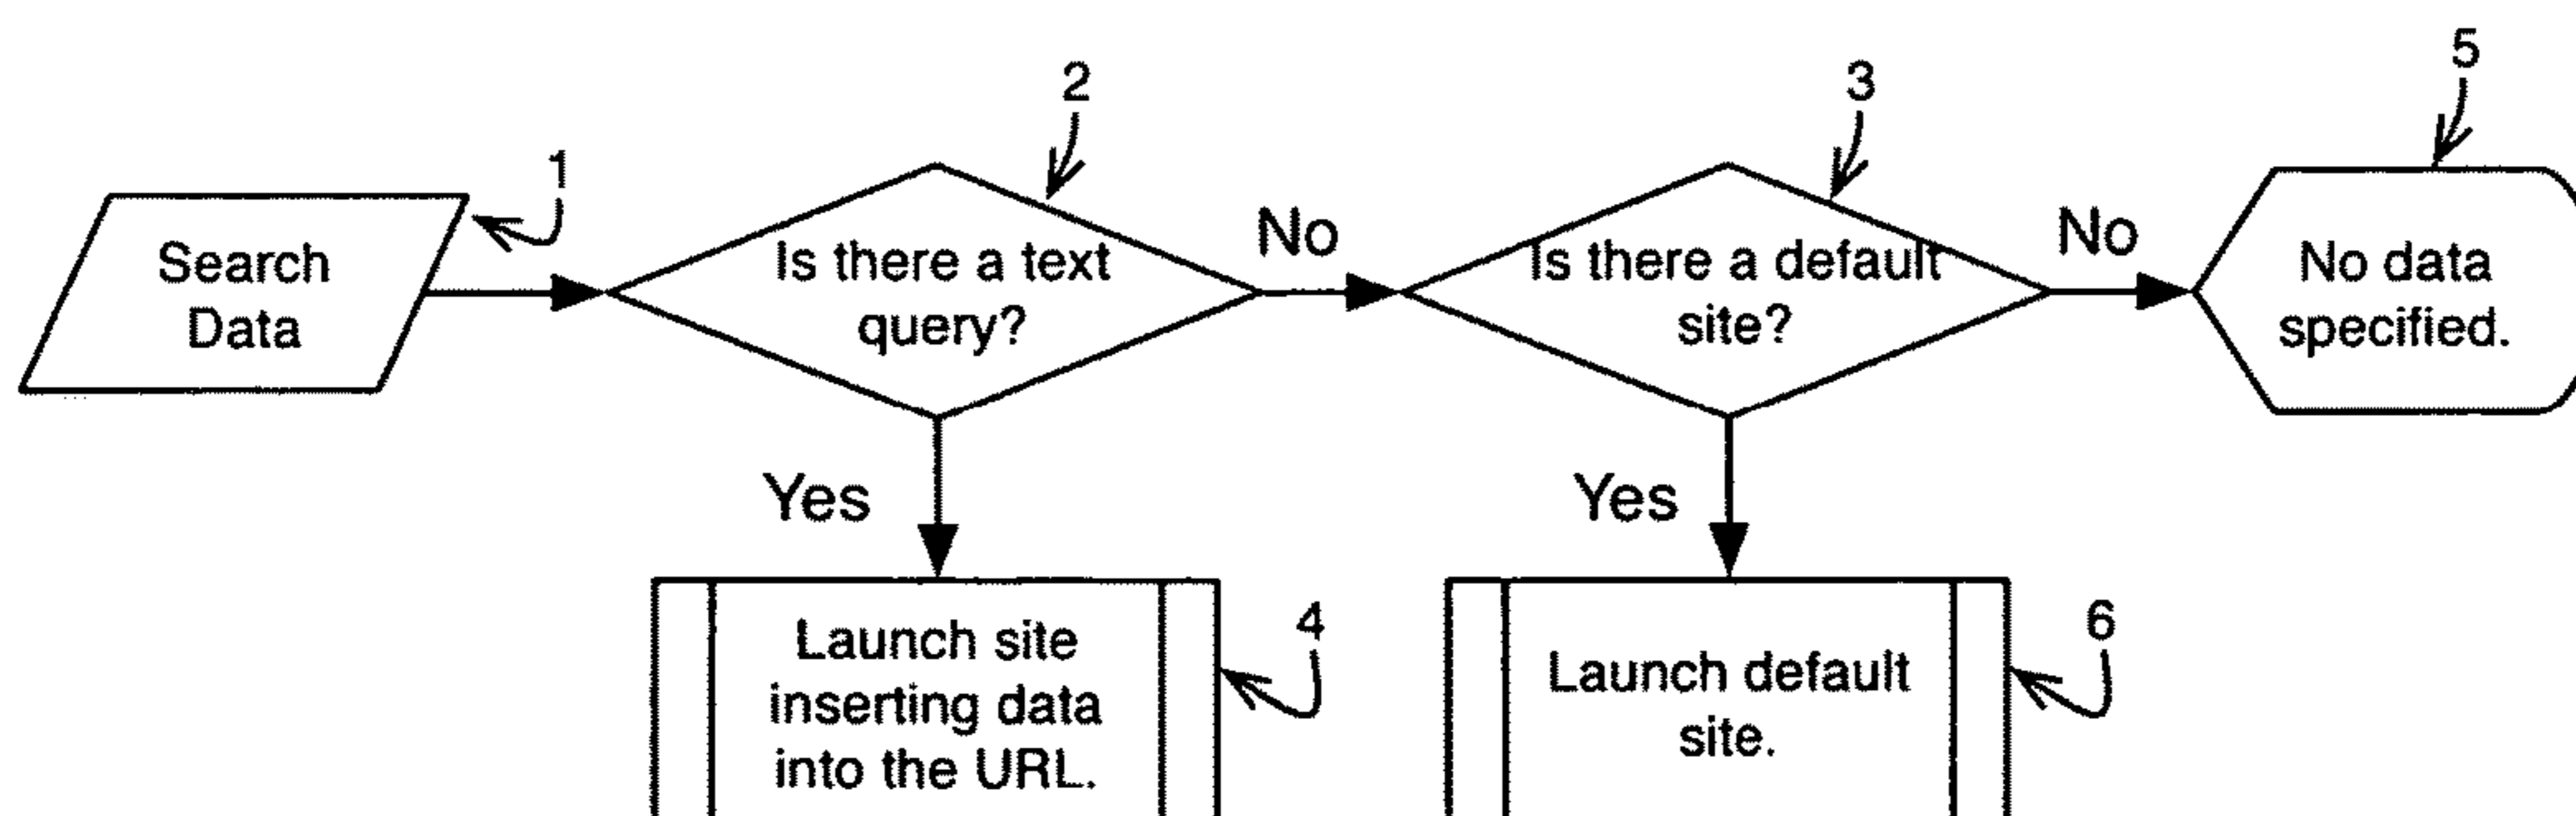 5
2
3
1
No
No
Search
Data
Is there a text
query?
Is there a default
site?
No data
specified.
Yes
Yes
Launch site
inserting data
into the URL.
4
Launch default
site.
6